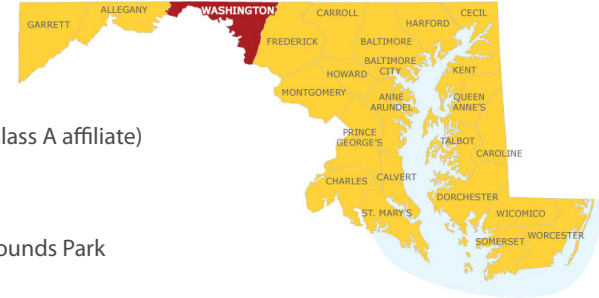 GARRETT
ALLEGANY
WASHINGTON
FREDERICK
CARROLL
BALTIMORE
HARFORD
CECIL
BALTIMORE
CITY
HOWARD
MONTGOMERY
ANNE
ARUNDEL
KENT
QUEEN
ANNE'S
lass A affiliate)
PRINCE
GEORGE'S
TALBOT
CAROLINE
CHARLES
CALVERT
DORCHESTER
ST. MARY'S
WICOMICO
SOMERSET
WORCESTER
ounds Park